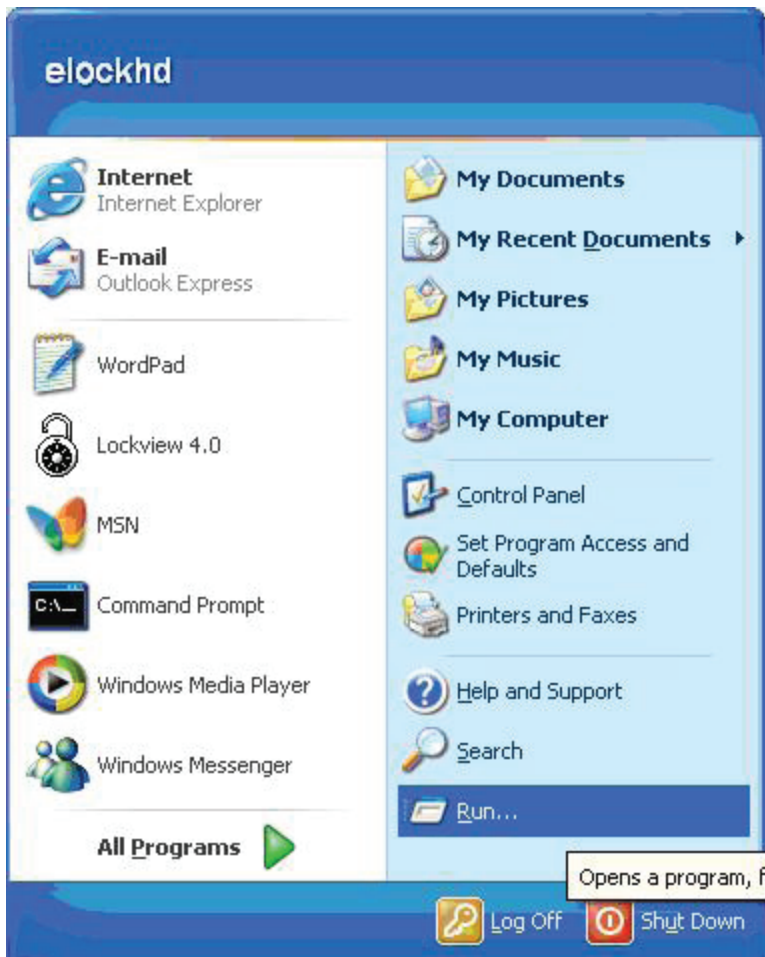 elockhd
Internet
Internet Explorer
E-mail
Outlook Express
WordPad
Lockview 4.0
MSN
C:\_
Command Prompt
Windows Media Player
Windows Messenger
All Programs
My Documents
My Recent Documents
My Pictures
My Music
My Computer
Control Panel
Set Program Access and
Defaults
Printers and Faxes
Help and Support
Search
Run...
Opens a program, f
Log Off
Shut Down